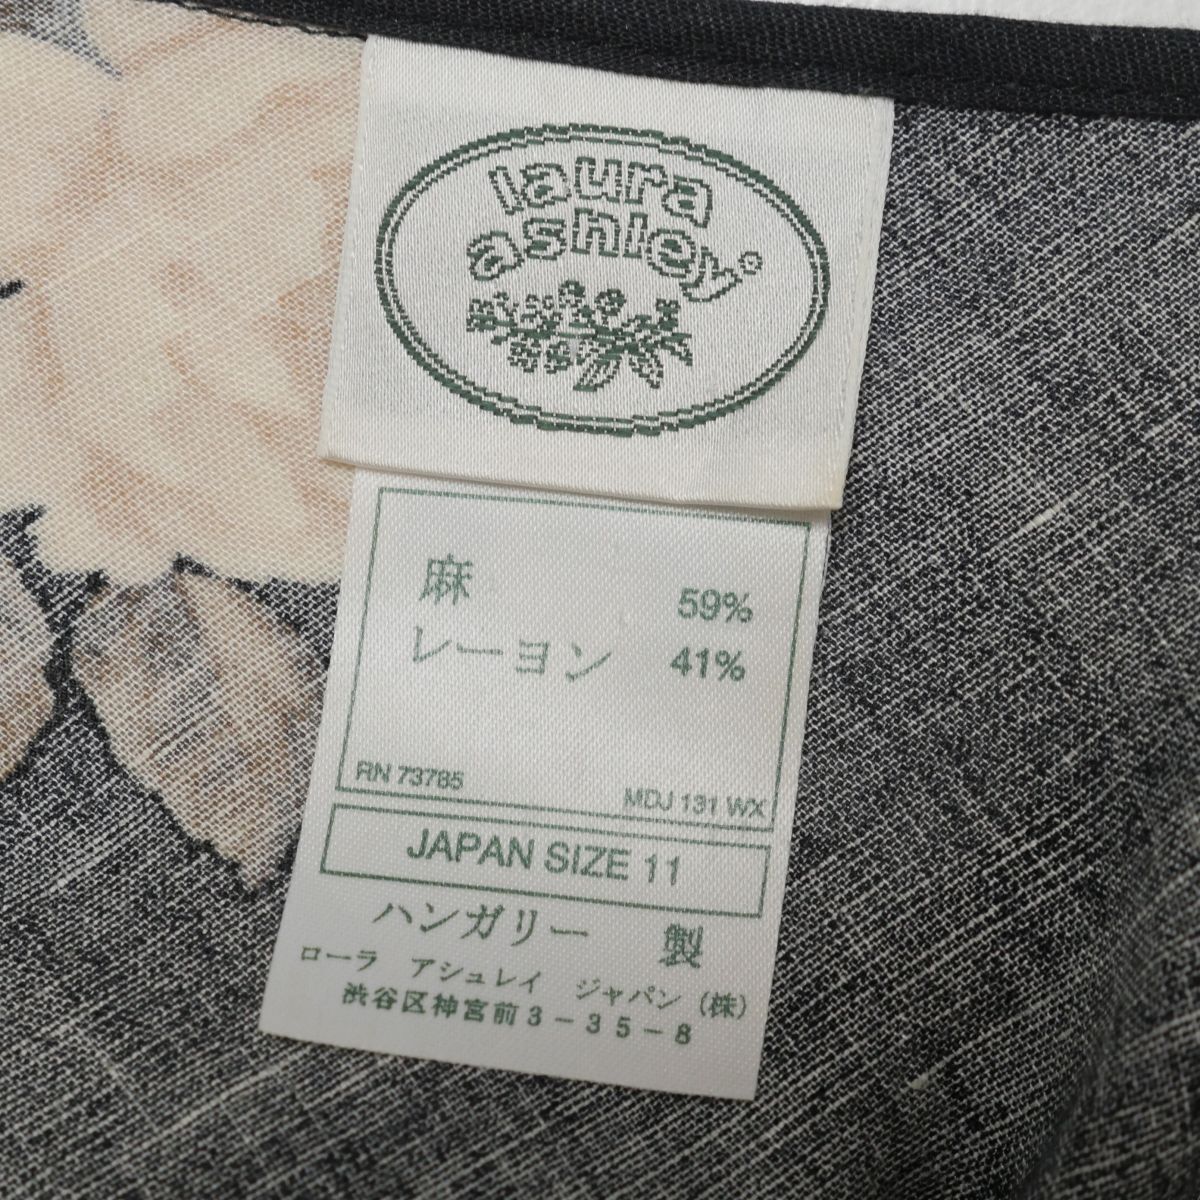 laura
ashley®
麻 59%
レーヨン 41%
RN 73785 MDJ 131 WX
JAPAN SIZE 11
ハンガリー 製
ローラ アシュレイ ジャパン (株)
渋谷区神宮前3-35-8